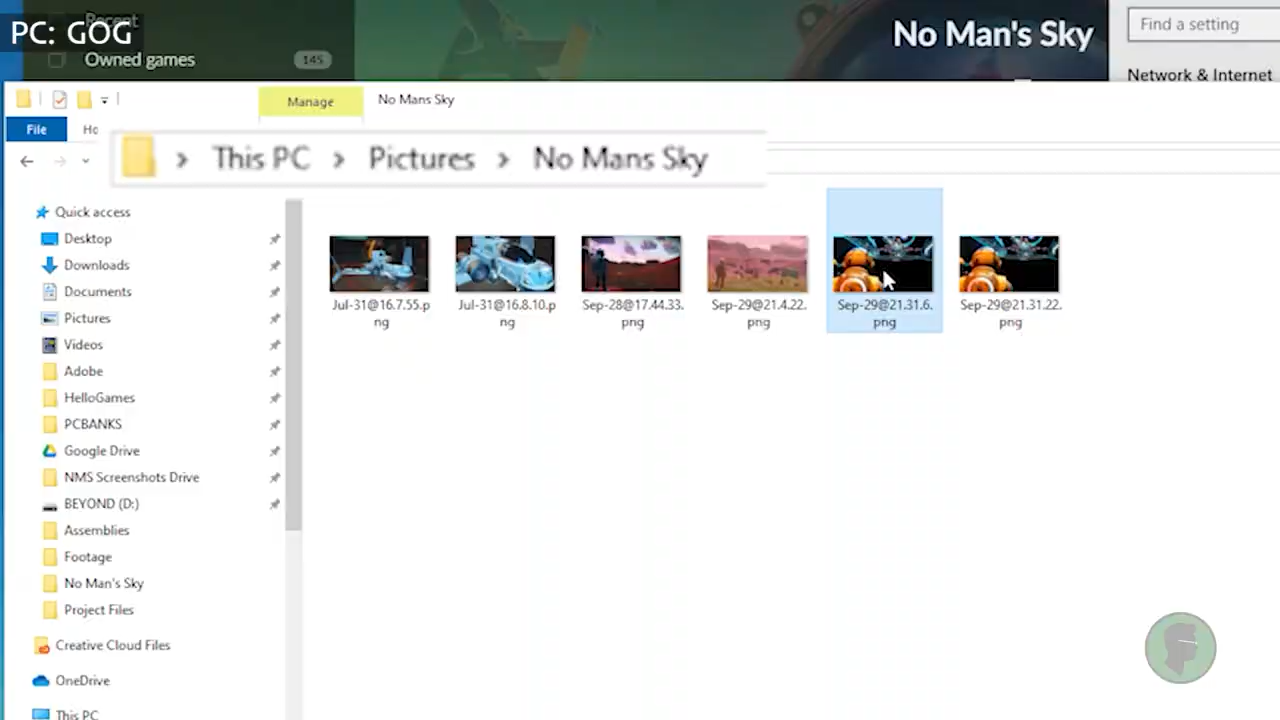 Recent
PC: GOG
Owned games
145
No Man's Sky
Find a setting
Network & Internet
Manage
No Mans Sky
File
Ho
This PC > Pictures > No Mans Sky
Quick access
Desktop
Downloads
Documents
Pictures
Videos
Adobe
HelloGames
PCBANKS
Google Drive
NMS Screenshots Drive
BEYOND (D:)
Assemblies
Footage
No Man's Sky
Project Files
Creative Cloud Files
OneDrive
This PC
Jul-31@16.7.55.p
ng
Jul-31@16.8.10.p
ng
Sep-28@17.44.33.
png
Sep-29@21.4.22.
png
Sep-29@21.31.6.
png
Sep-29@21.31.22.
png